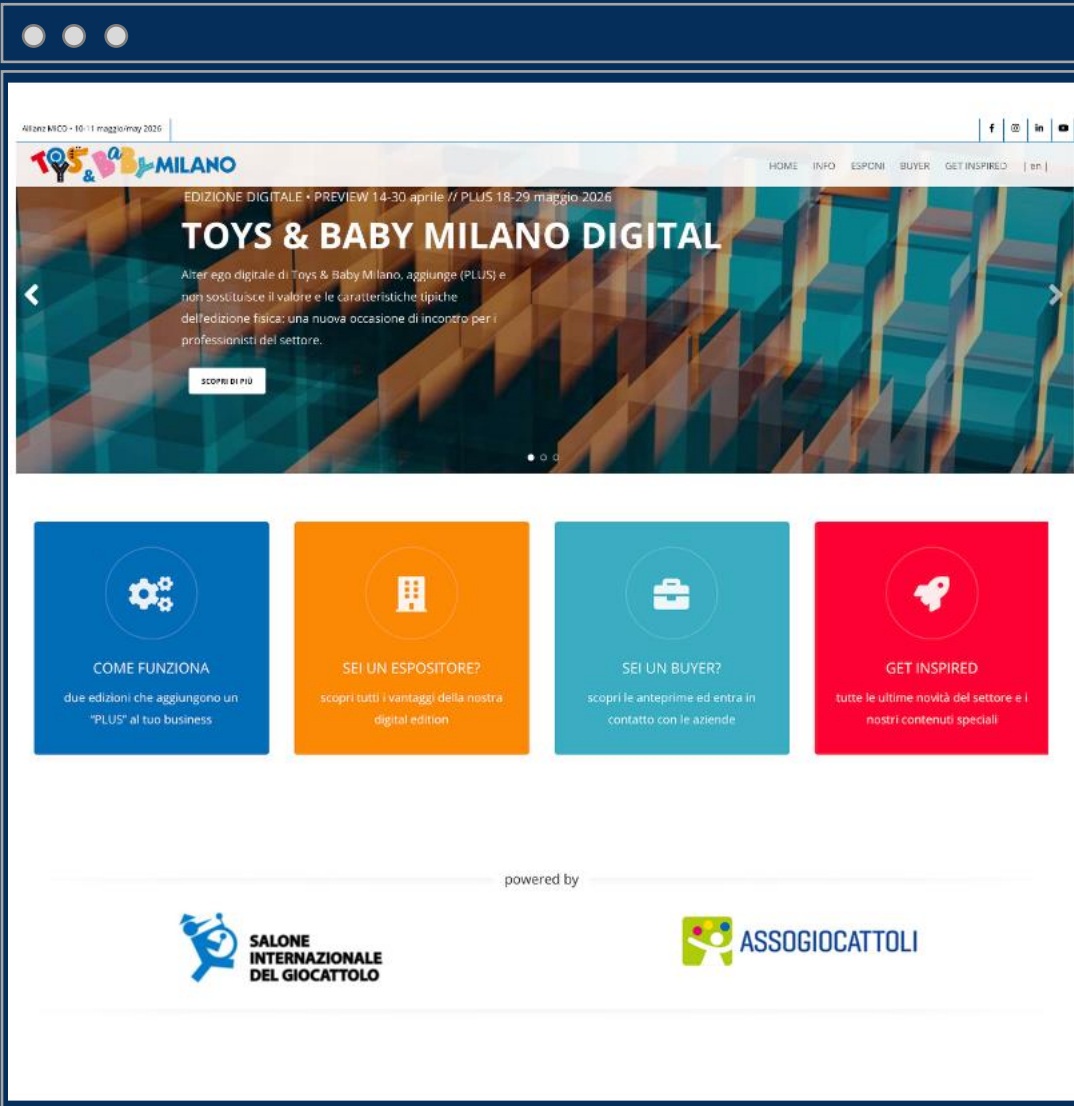 Allianz MiCO • 10-11 maggio/may 2026
TOYS & BABY MILANO
HOME INFO ESPONI BUYER GET INSPIRED | en |
EDIZIONE DIGITALE • PREVIEW 14-30 aprile // PLUS 18-29 maggio 2026
TOYS & BABY MILANO DIGITAL
Alter ego digitale di Toys & Baby Milano, aggiunge (PLUS) e
non sostituisce il valore e le caratteristiche tipiche
dell'edizione fisica: una nuova occasione di incontro per i
professionisti del settore.
SCOPRI DI PIÙ
COME FUNZIONA
due edizioni che aggiungono un
"PLUS" al tuo business
SEI UN ESPOSITORE?
scopri tutti i vantaggi della nostra
digital edition
SEI UN BUYER?
scopri le anteprime ed entra in
contatto con le aziende
GET INSPIRED
tutte le ultime novità del settore e i
nostri contenuti speciali
powered by
SALONE
INTERNAZIONALE
DEL GIOCATTOLO
ASSOGIOCATTOLI